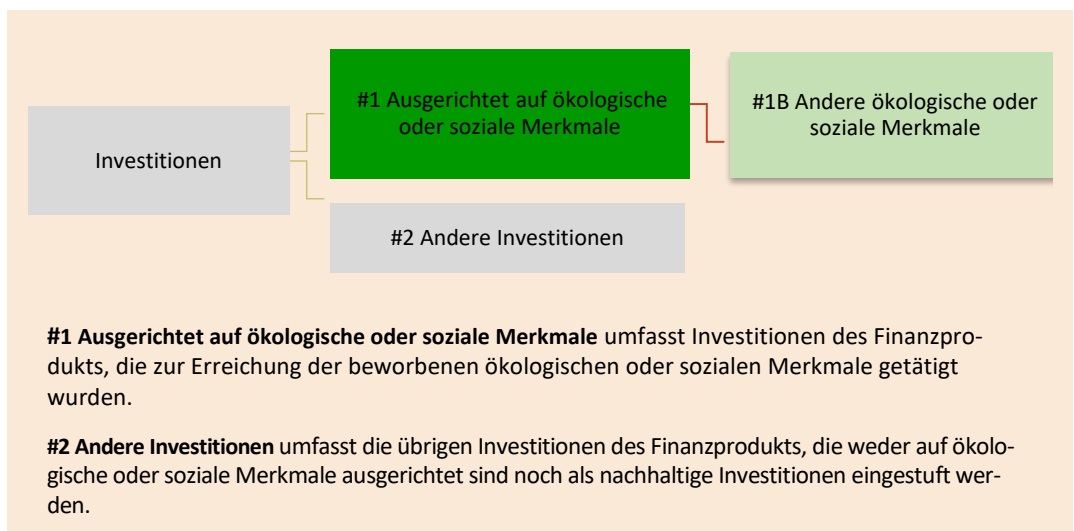 #1 Ausgerichtet auf ökologische
oder soziale Merkmale
#1B Andere ökologische oder
soziale Merkmale
Investitionen
#2 Andere Investitionen
#1 Ausgerichtet auf ökologische oder soziale Merkmale umfasst Investitionen des Finanzpro-
dukts, die zur Erreichung der beworbenen ökologischen oder sozialen Merkmale getätigt
wurden.
#2 Andere Investitionen umfasst die übrigen Investitionen des Finanzprodukts, die weder auf ökolo-
gische oder soziale Merkmale ausgerichtet sind noch als nachhaltige Investitionen eingestuft wer-
den.